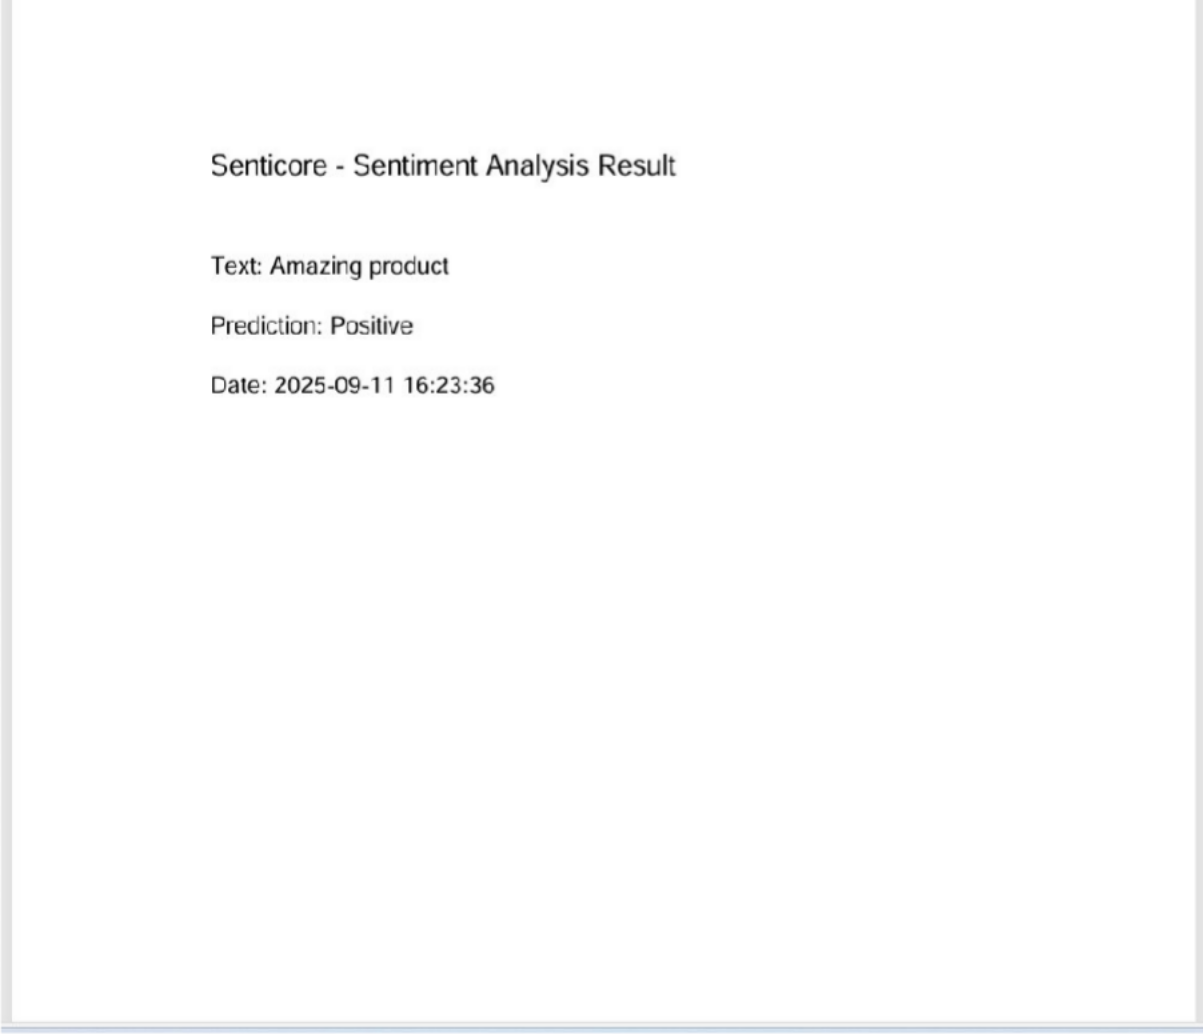 Senticore - Sentiment Analysis Result
Text: Amazing product
Prediction: Positive
Date: 2025-09-11 16:23:36